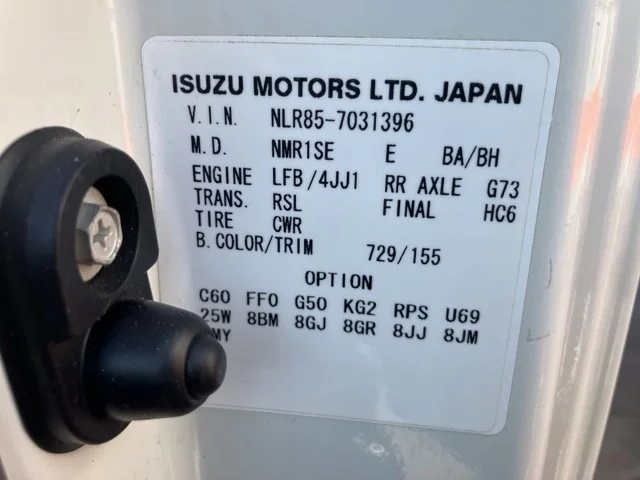 ISUZU MOTORS LTD. JAPAN
V.I.N. NLR85-7031396
M.D. NMR1SE E BA/BH
ENGINE LFB/4JJ1 RR AXLE G73
TRANS. RSL FINAL HC6
TIRE CWR
B.COLOR/TRIM 729/155
OPTION
C60 FF0 G50 KG2 RPS U69
25W 8BM 8GJ 8GR 8JJ 8JM